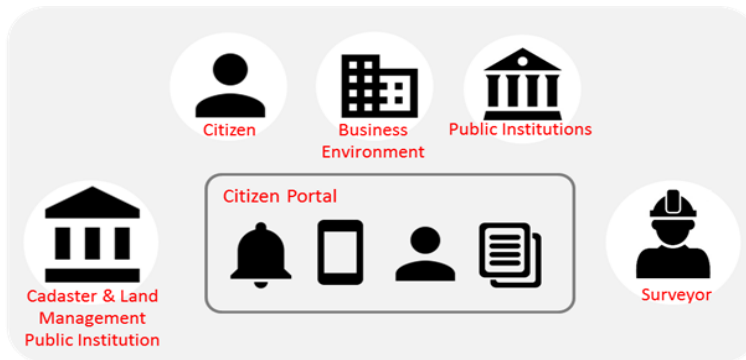 Citizen
Business
Environment
Public Institutions
Citizen Portal
Cadaster & Land
Management
Public Institution
Surveyor